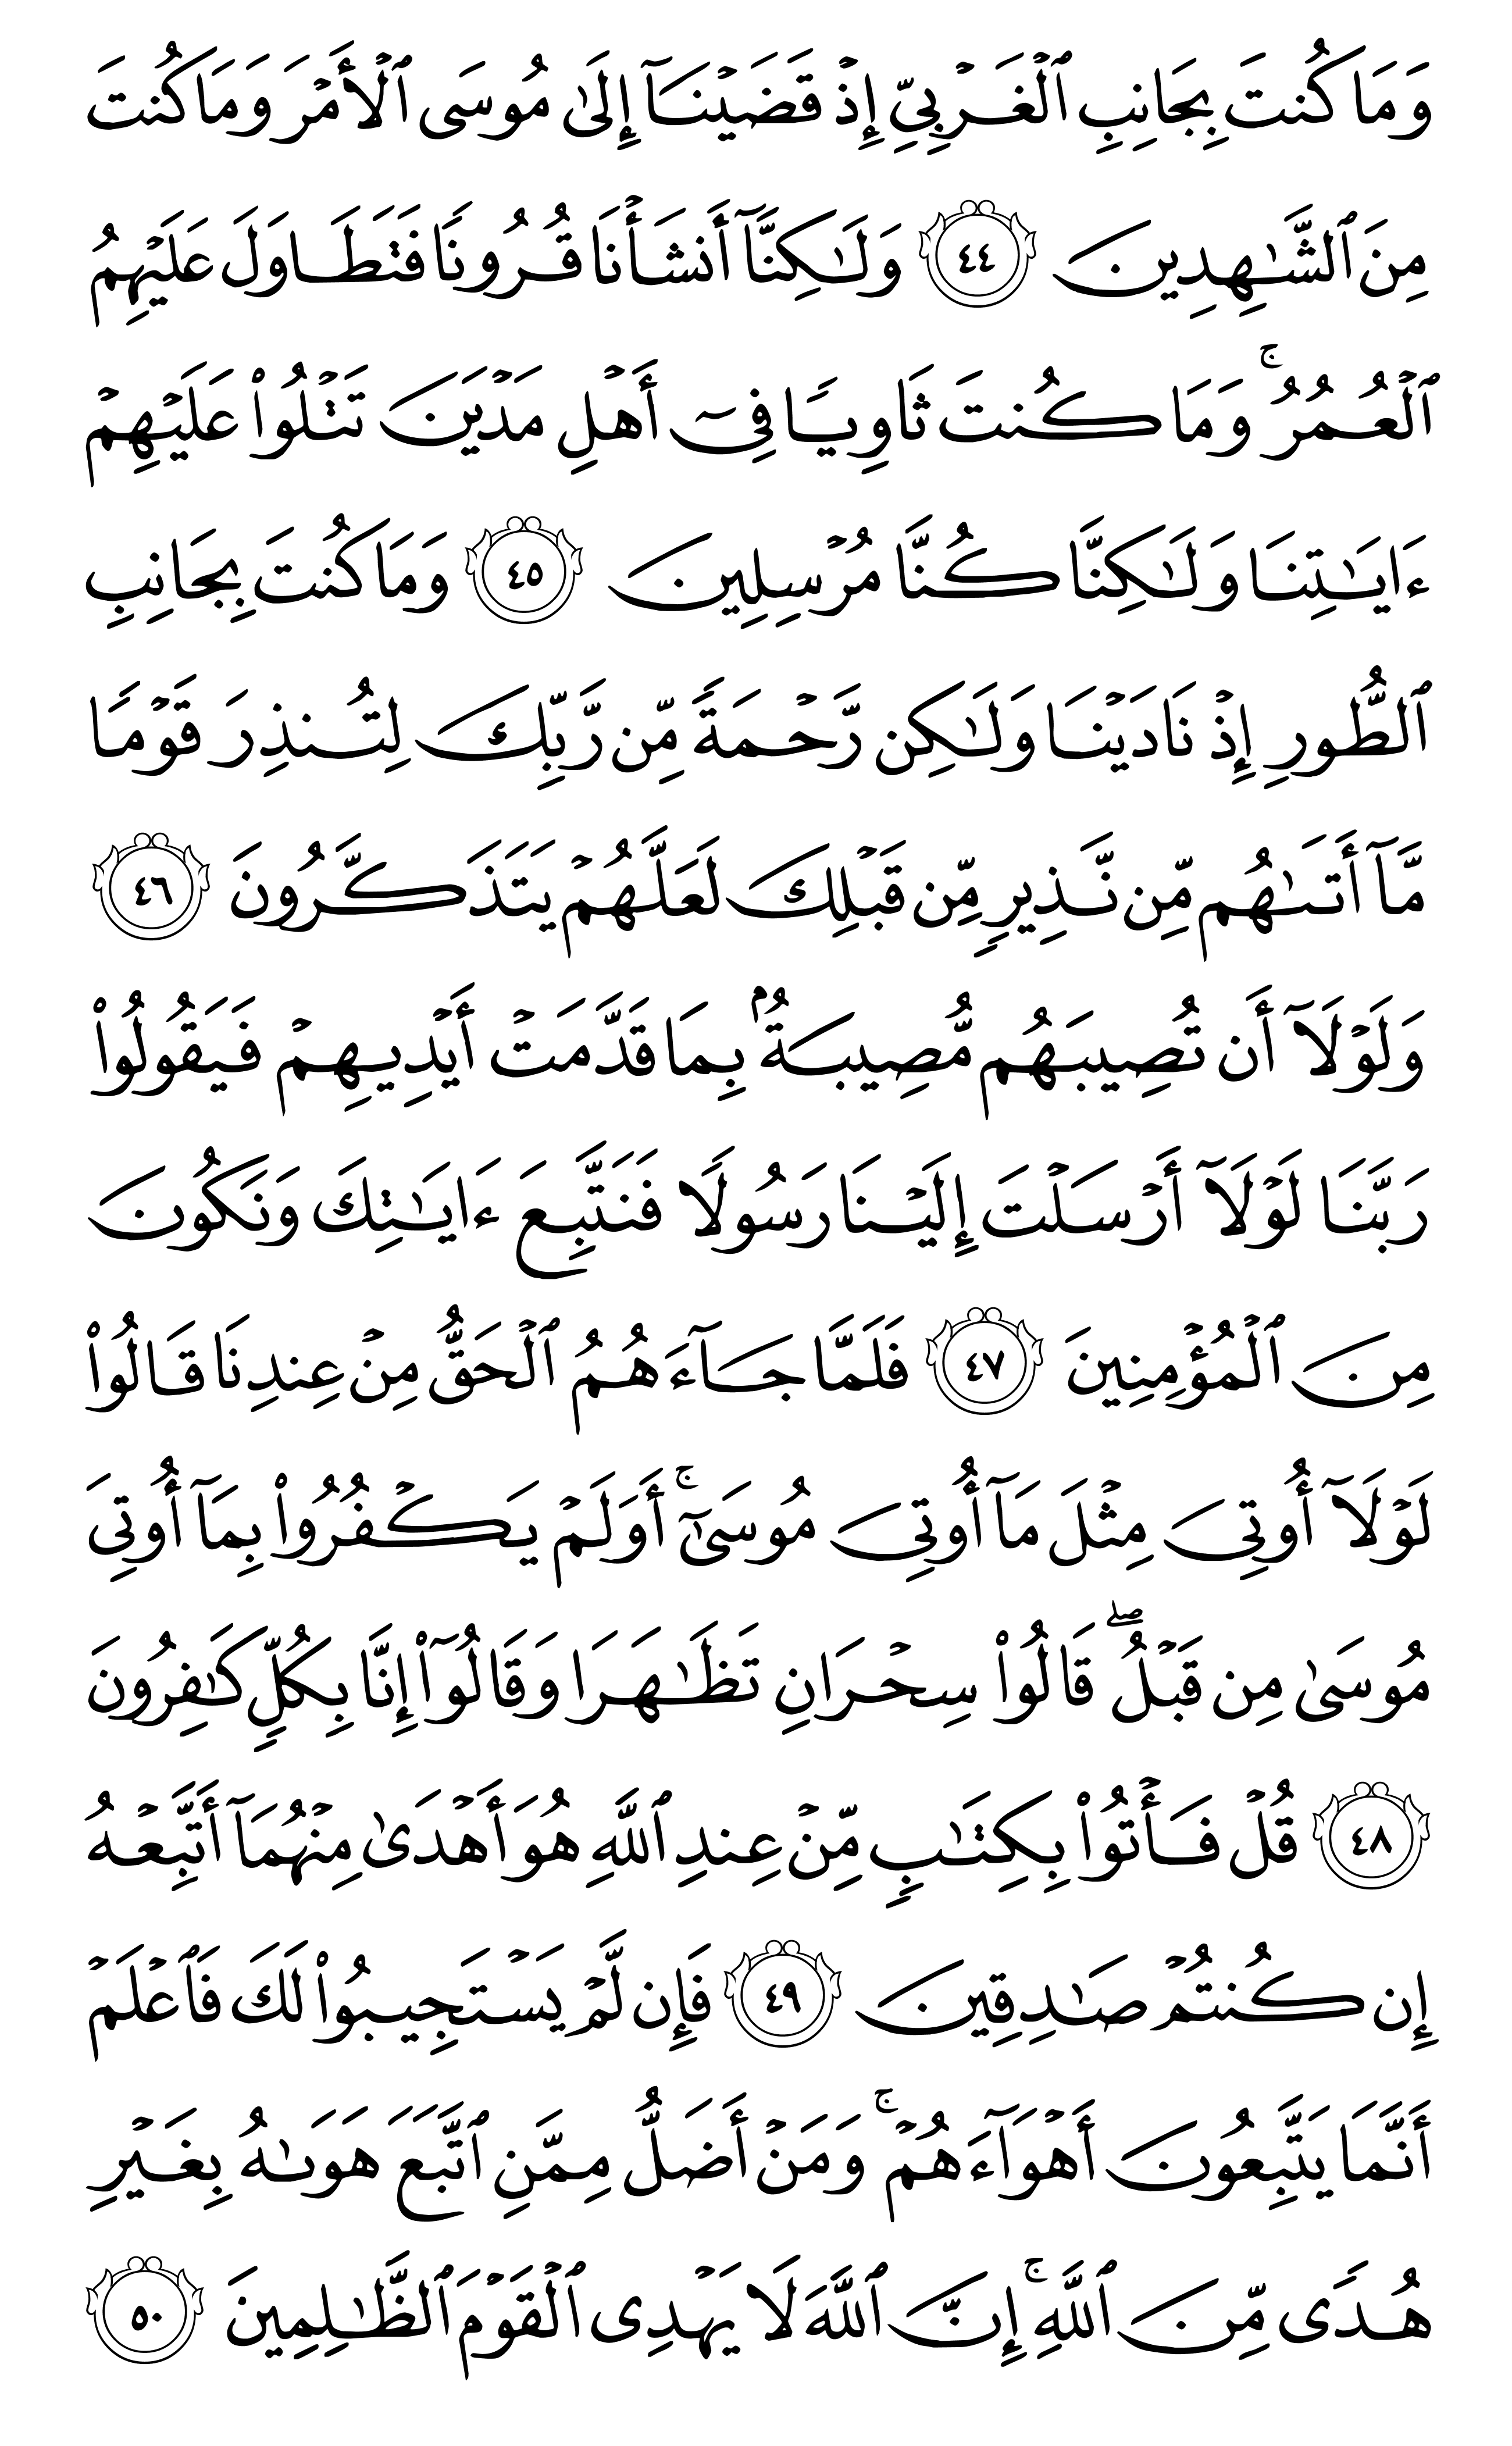 وَمَا كُنتَ بِجَانِبِ ٱلْغَرْبِيِّ إِذْ قَضَيْنَآ إِلَىٰ مُوسَى ٱلْأَمْرَ وَمَا كُنتَ
مِنَ ٱلشَّـٰهِدِينَ ٤٤ وَلَـٰكِنَّآ أَنشَأْنَا قُرُونًا فَتَطَاوَلَ عَلَيْهِمُ
ٱلْعُمُرُ ۚ وَمَا كُنتَ ثَاوِيًا فِىٓ أَهْلِ مَدْيَنَ تَتْلُوا۟ عَلَيْهِمْ
ءَايَـٰتِنَا وَلَـٰكِنَّا كُنَّا مُرْسِلِينَ ٤٥ وَمَا كُنتَ بِجَانِبِ
ٱلطُّورِ إِذْ نَادَيْنَا وَلَـٰكِن رَّحْمَةً مِّن رَّبِّكَ لِتُنذِرَ قَوْمًا
مَّآ أَتَىٰهُم مِّن نَّذِيرٍ مِّن قَبْلِكَ لَعَلَّهُمْ يَتَذَكَّرُونَ ٤٦
وَلَوْلَآ أَن تُصِيبَهُم مُّصِيبَةٌۢ بِمَا قَدَّمَتْ أَيْدِيهِمْ فَيَقُولُوا۟
رَبَّنَا لَوْلَآ أَرْسَلْتَ إِلَيْنَا رَسُولًا فَنَتَّبِعَ ءَايَـٰتِكَ وَنَكُونَ
مِنَ ٱلْمُؤْمِنِينَ ٤٧ فَلَمَّا جَآءَهُمُ ٱلْحَقُّ مِنْ عِندِنَا قَالُوا۟
لَوْلَآ أُوتِىَ مِثْلَ مَآ أُوتِىَ مُوسَىٰٓ ۚ أَوَلَمْ يَكْفُرُوا۟ بِمَآ أُوتِىَ
مُوسَىٰ مِن قَبْلُ ۖ قَالُوا۟ سِحْرَانِ تَظَـٰهَرَا وَقَالُوٓا۟ إِنَّا بِكُلٍّ كَـٰفِرُونَ
٤٨ قُلْ فَأْتُوا۟ بِكِتَـٰبٍ مِّنْ عِندِ ٱللَّهِ هُوَ أَهْدَىٰ مِنْهُمَآ أَتَّبِعْهُ
إِن كُنتُمْ صَـٰدِقِينَ ٤٩ فَإِن لَّمْ يَسْتَجِيبُوا۟ لَكَ فَٱعْلَمْ
أَنَّمَا يَتَّبِعُونَ أَهْوَآءَهُمْ ۚ وَمَنْ أَضَلُّ مِمَّنِ ٱتَّبَعَ هَوَىٰهُ بِغَيْرِ
هُدًى مِّنَ ٱللَّهِ ۚ إِنَّ ٱللَّهَ لَا يَهْدِى ٱلْقَوْمَ ٱلظَّـٰلِمِينَ ٥٠